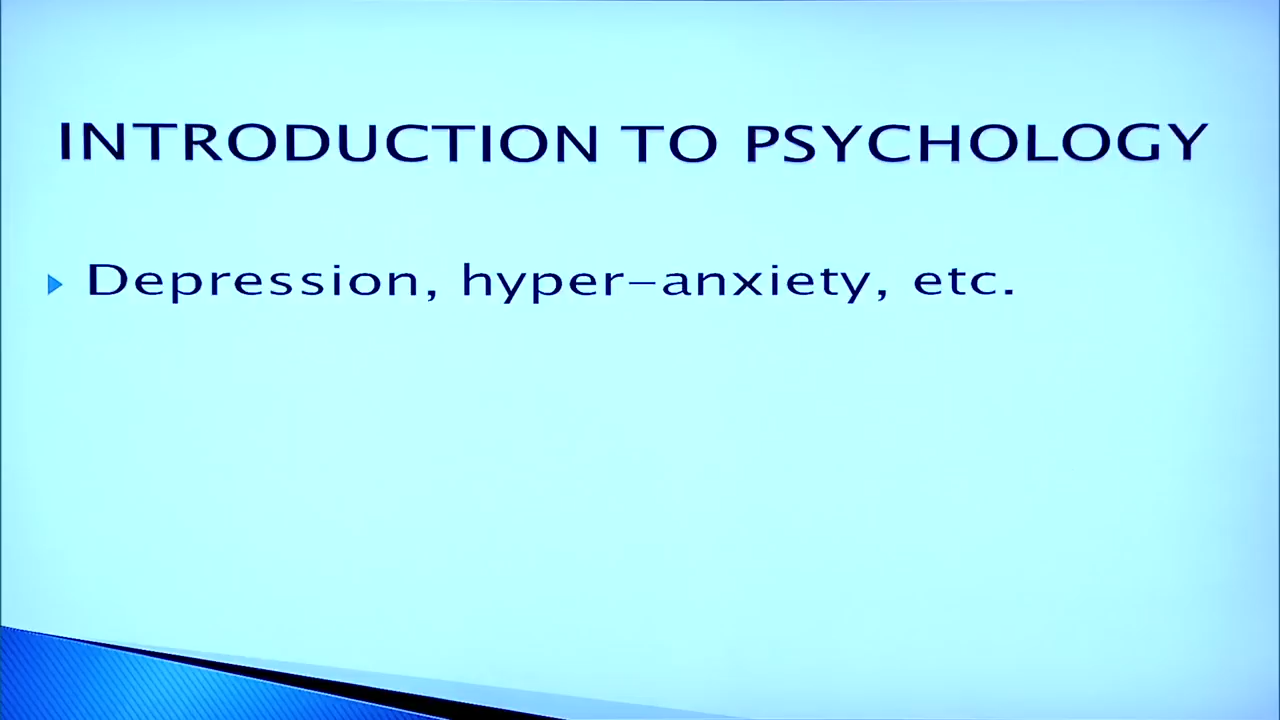 INTRODUCTION TO PSYCHOLOGY
Depression, hyper-anxiety, etc.